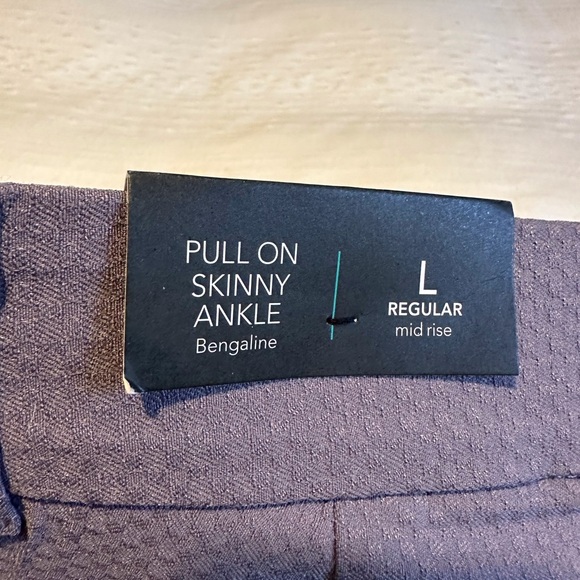 PULL ON
SKINNY
ANKLE
Bengaline
L
REGULAR
mid rise